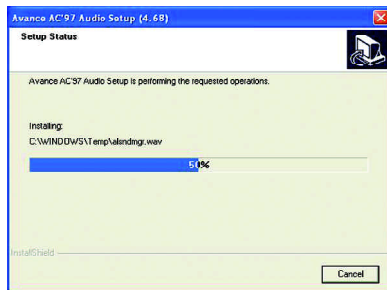 Avance AC'97 Audio Setup (4.68)
Setup Status
Avance AC'97 Audio Setup is performing the requested operations.
Installing:
C:\WINDOWS\Temp\alsndmgr.wav
50%
InstallShield
Cancel